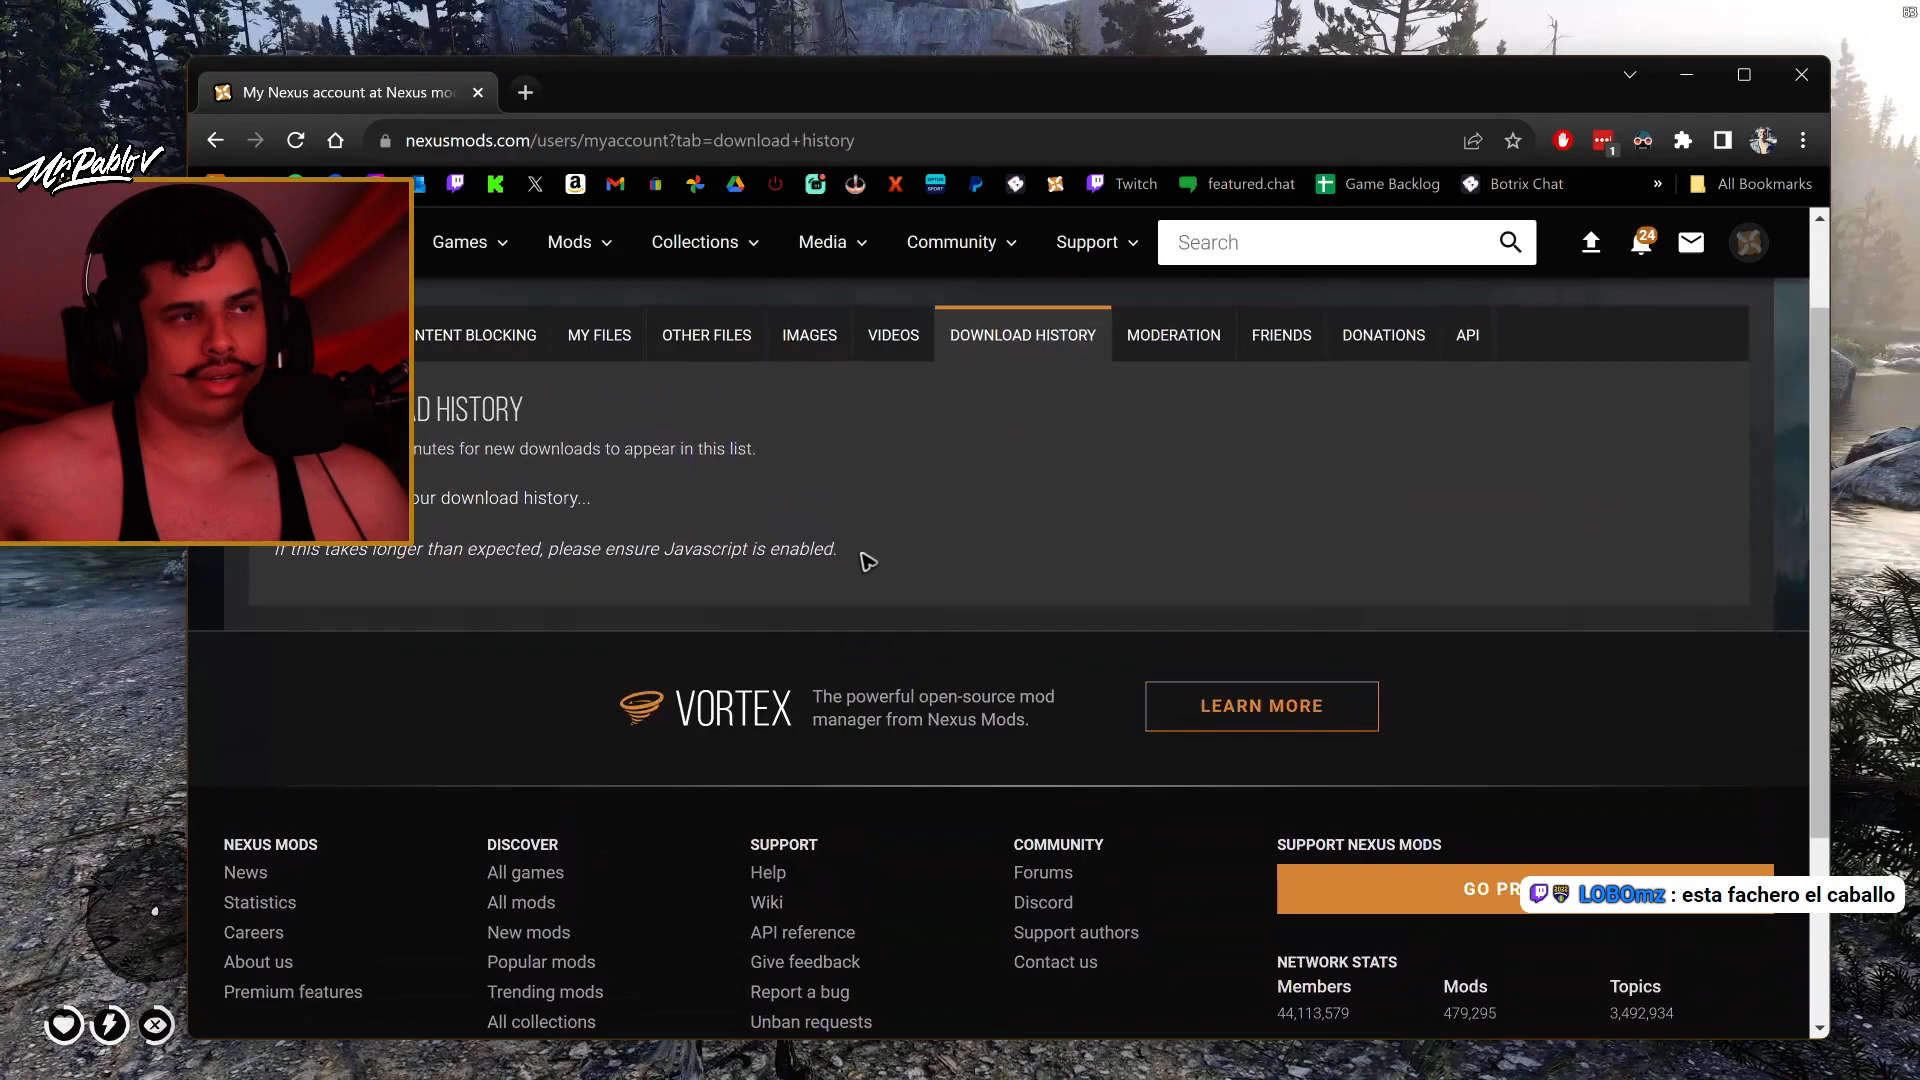 My Nexus account at Nexus mo
nexusmods.com/users/myaccount?tab=download+history
Mr.PabloV
1
Twitch
featured.chat
Game Backlog
Botrix Chat
»
All Bookmarks
Games
Mods
Collections
Media
Community
Support
Search
24
NTENT BLOCKING
MY FILES
OTHER FILES
IMAGES
VIDEOS
DOWNLOAD HISTORY
MODERATION
FRIENDS
DONATIONS
API
AD HISTORY
nutes for new downloads to appear in this list.
our download history...
If this takes longer than expected, please ensure Javascript is enabled.
VORTEX
The powerful open-source mod
manager from Nexus Mods.
LEARN MORE
NEXUS MODS
News
Statistics
Careers
About us
Premium features
DISCOVER
All games
All mods
New mods
Popular mods
Trending mods
All collections
SUPPORT
Help
Wiki
API reference
Give feedback
Report a bug
Unban requests
COMMUNITY
Forums
Discord
Support authors
Contact us
SUPPORT NEXUS MODS
GO PR
LOBOmz : esta fachero el caballo
NETWORK STATS
Members
44,113,579
Mods
479,295
Topics
3,492,934